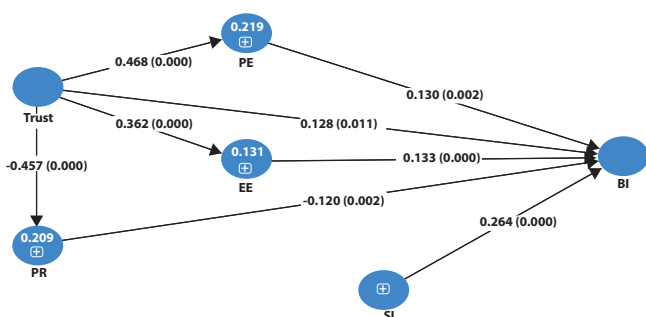 0.219
PE
0.468 (0.000)
0.130 (0.002)
Trust
0.128 (0.011)
0.362 (0.000)
0.131
0.133 (0.000)
EE
BI
-0.457 (0.000)
-0.120 (0.002)
0.209
PR
0.264 (0.000)
SI